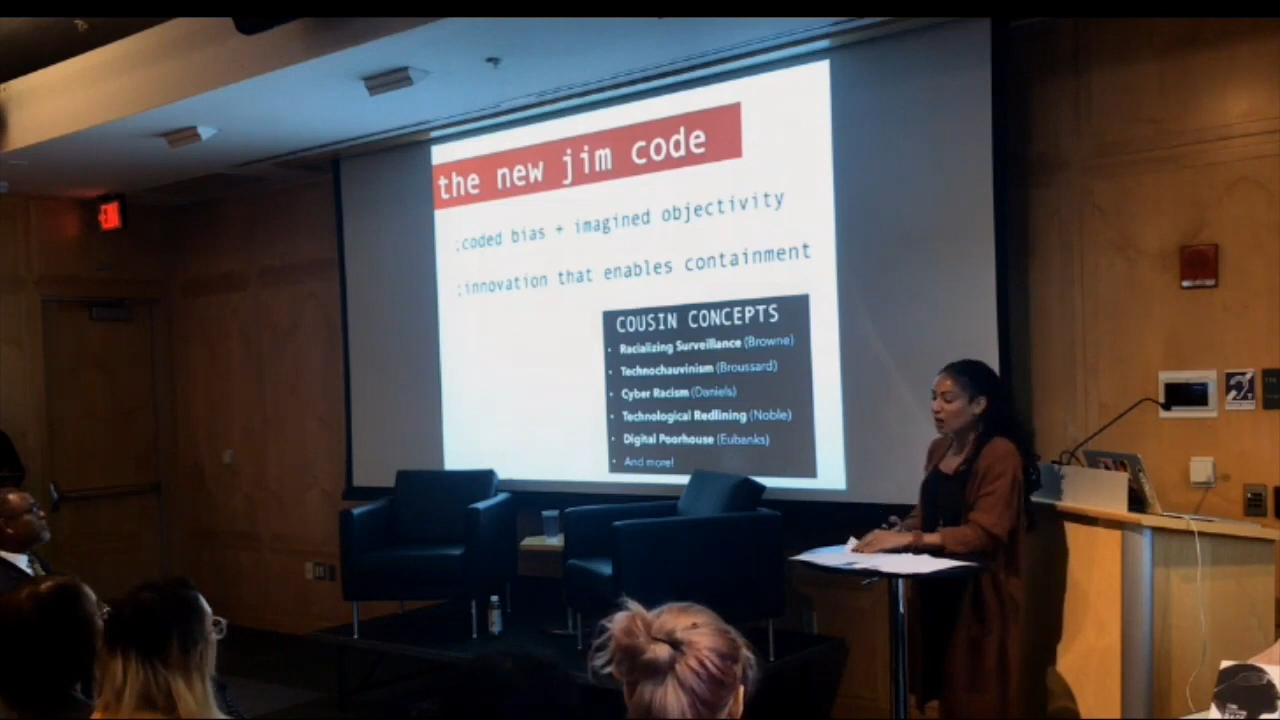 the new jim code
;coded bias + imagined objectivity
;innovation that enables containment
COUSIN CONCEPTS
• Racializing Surveillance (Browne)
• Technochauvinism (Broussard)
• Cyber Racism (Daniels)
• Technological Redlining (Noble)
• Digital Poorhouse (Eubanks)
• And more!
EXIT